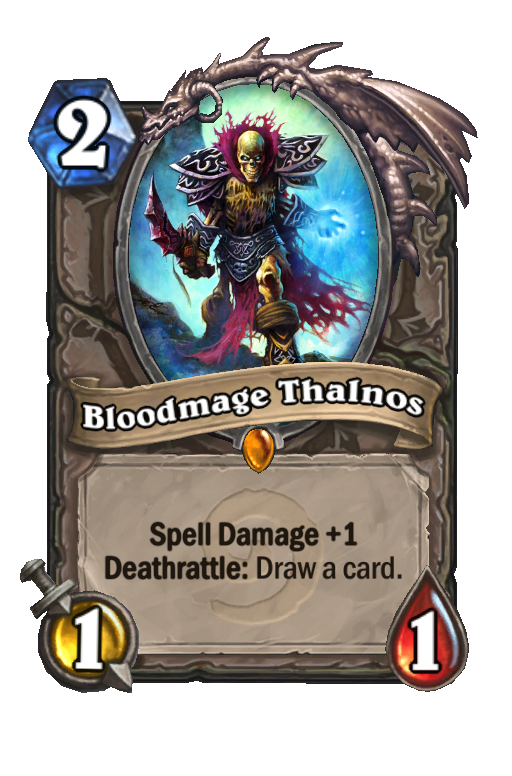 2
Bloodmage Thalnos
Spell Damage +1
Deathrattle: Draw a card.
1
1